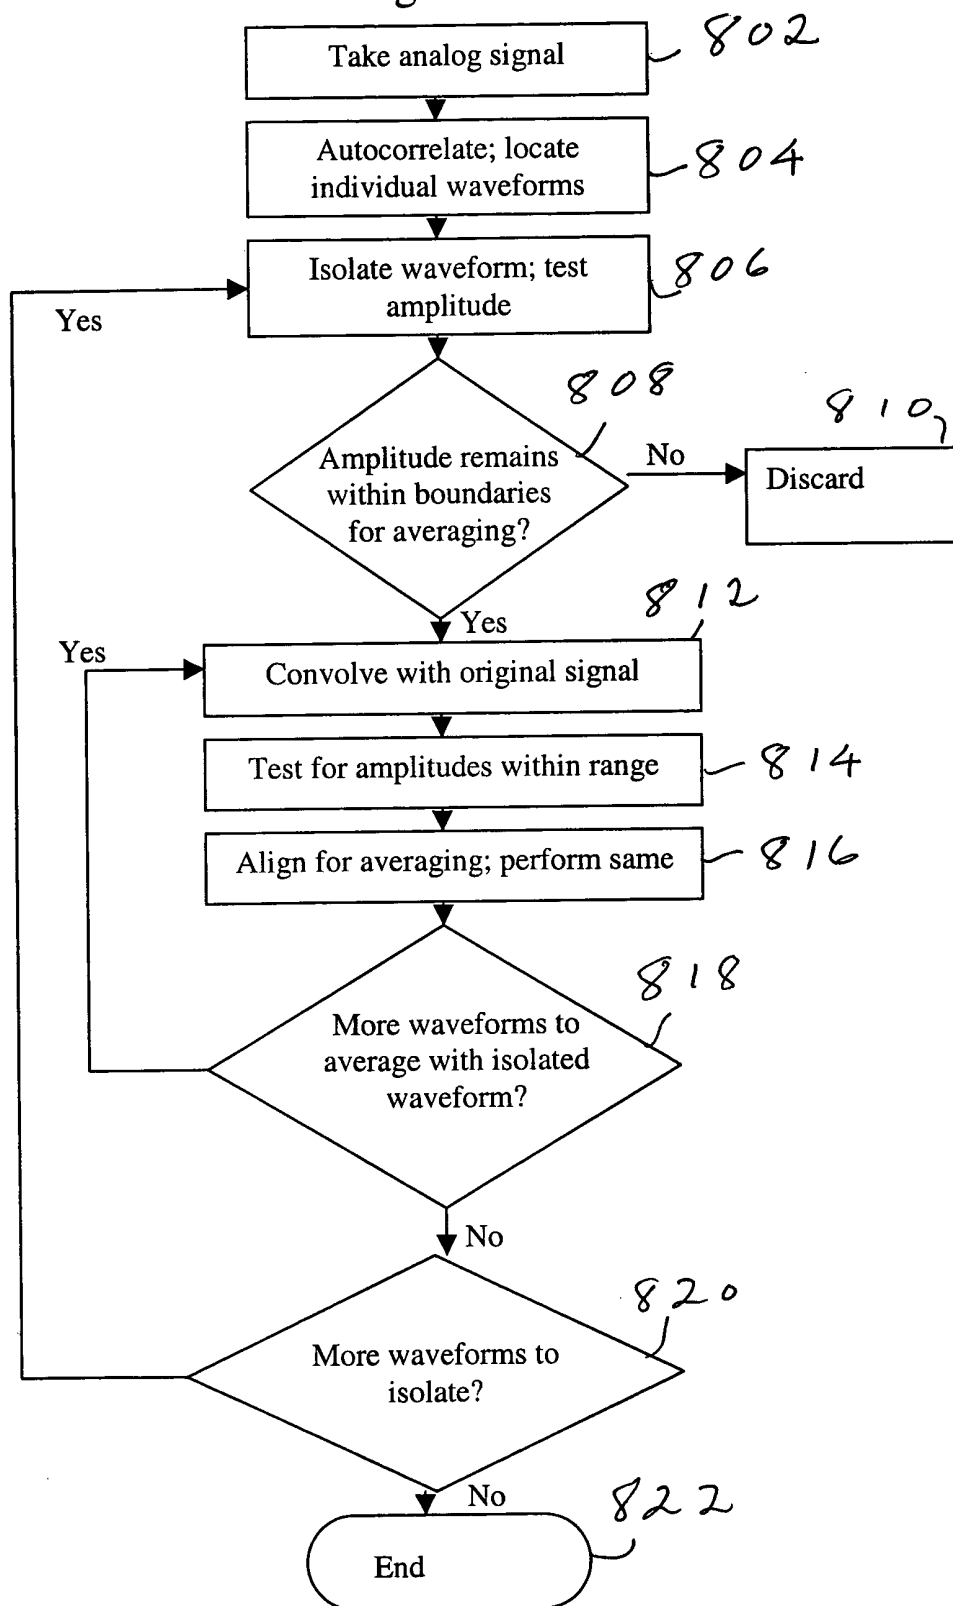 Take analog signal
802
Autocorrelate; locate
individual waveforms
804
Isolate waveform; test
amplitude
806
Yes
808
Amplitude remains
within boundaries
for averaging?
No
810
Discard
Yes
812
Yes
Convolve with original signal
Test for amplitudes within range
814
Align for averaging; perform same
816
818
More waveforms to
average with isolated
waveform?
No
820
More waveforms to
isolate?
No
822
End